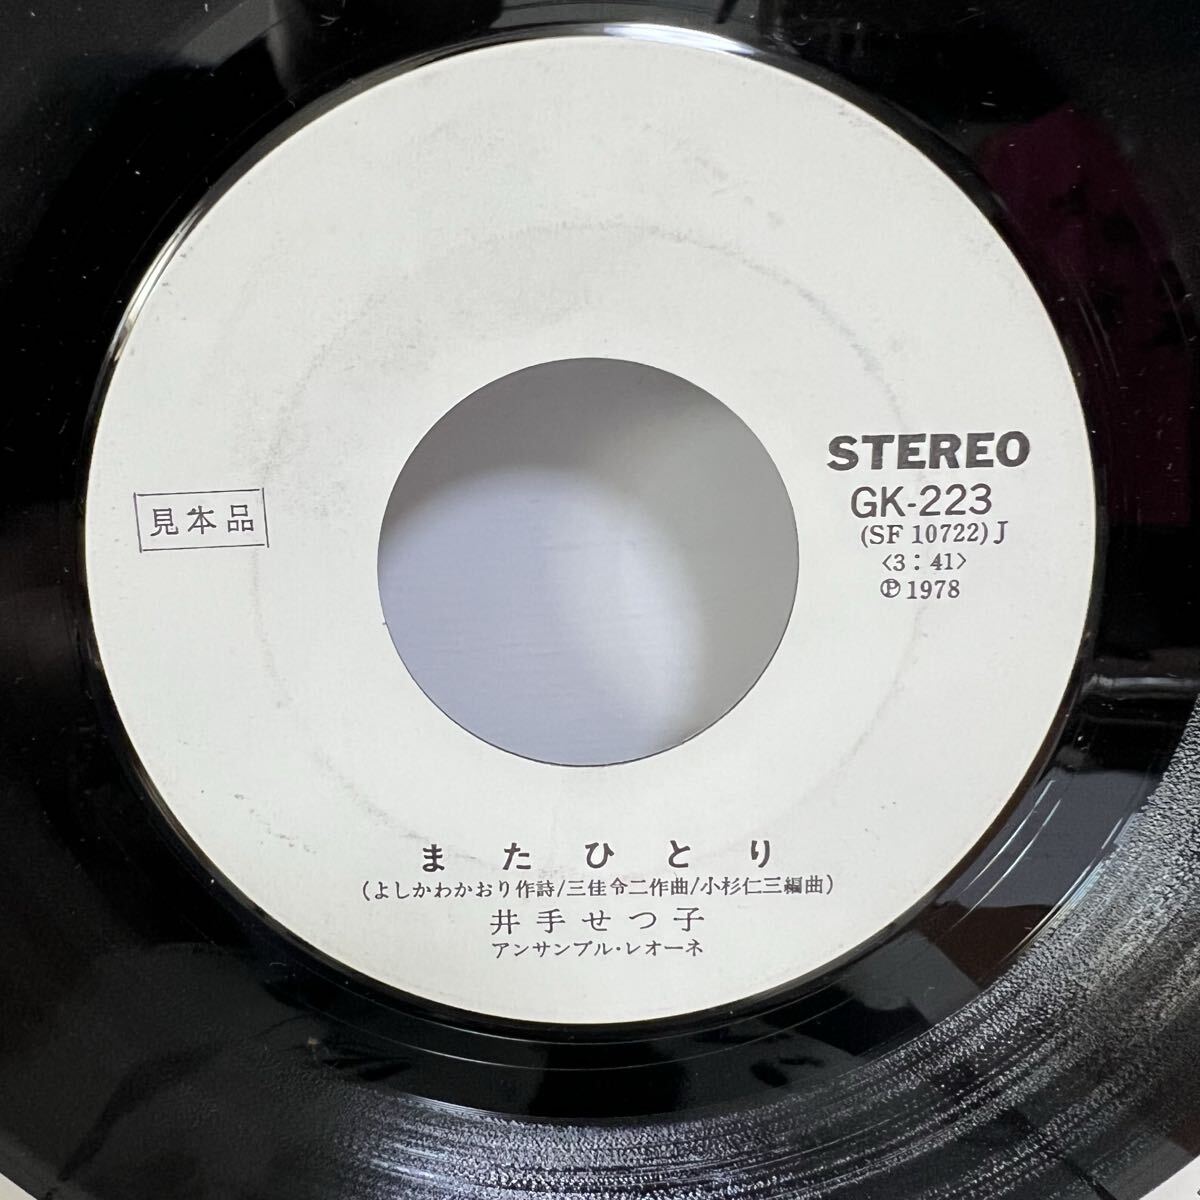 見本品
STEREO
GK-223
(SF 10722) J
〈3:41〉
Ⓟ1978
またひとり
(よしかわかおり作詩/三佳令二作曲/小杉仁三編曲)
井手せつ子
アンサンブル・レオーネ